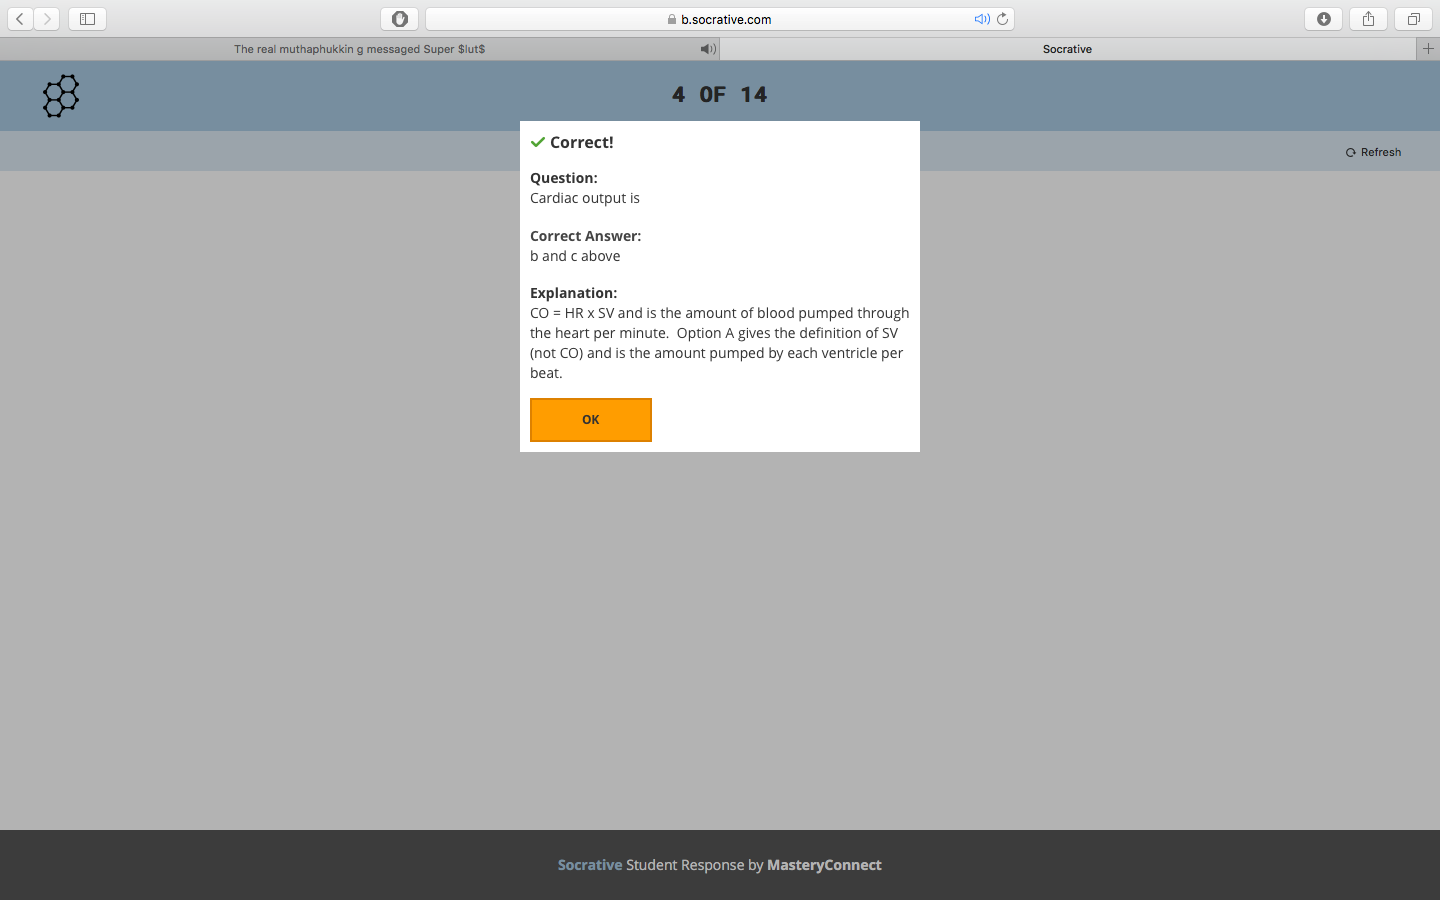 b.socrative.com
The real muthaphukkin g messaged Super $lut$
Socrative
4 OF 14
Refresh
Correct!
Question:
Cardiac output is
Correct Answer:
b and c above
Explanation:
CO = HR x SV and is the amount of blood pumped through
the heart per minute.  Option A gives the definition of SV
(not CO) and is the amount pumped by each ventricle per
beat.
OK
Socrative Student Response by MasteryConnect